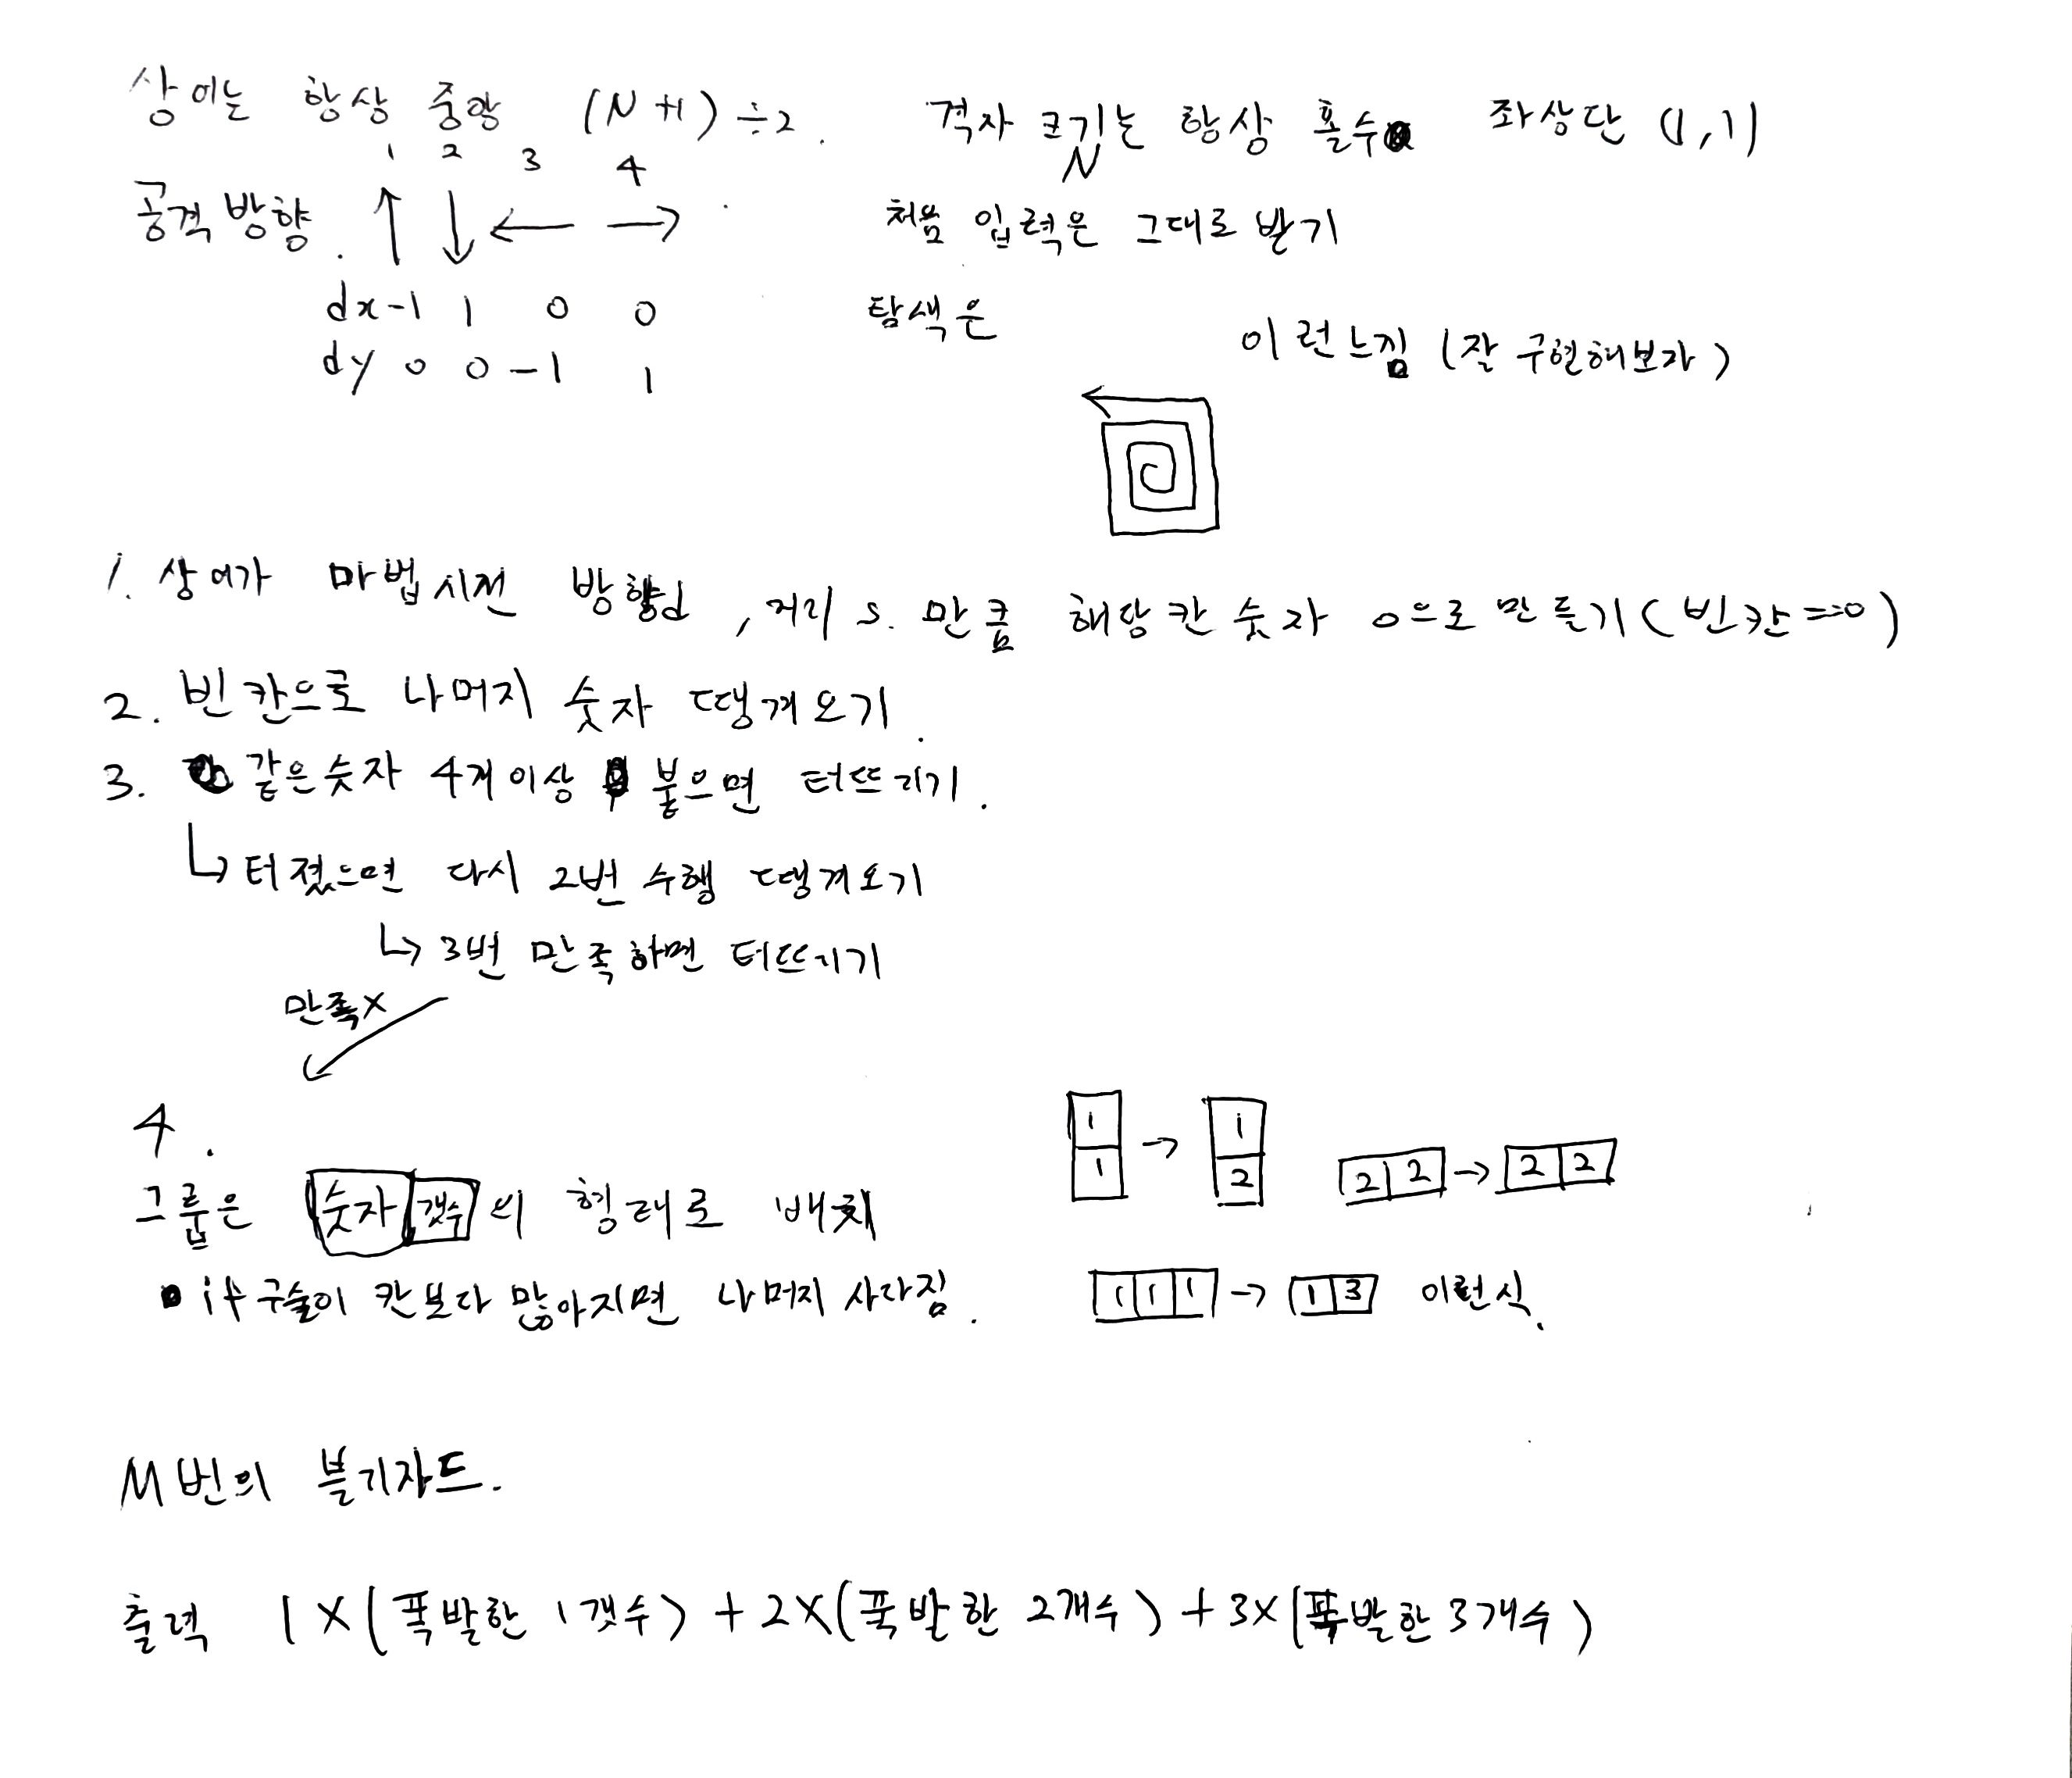 상어는 항상 중앙 (N+1)÷2. 격자 크기는 항상 홀수 좌상단 (1,1)
N
1 2 3 4
공격방향. ↑ ↓ ← → 처음 입력은 그대로 받기
dx -1 1 0 0 탐색은 이런느낌 (잘 구현해보자)
dy 0 0 -1 1
1. 상어가 마법시전 방향d, 거리 s. 만큼 해당칸 숫자 0으로 만들기 (빈칸==0)
2. 빈칸으로 나머지 숫자 땡겨오기.
3. 같은숫자 4개이상 붙으면 터뜨리기.
↳ 터졌으면 다시 2번 수행 땡겨오기
↳ 3번 만족하면 터뜨리기
만족X
4.
1 1 → 1 2 2 2 → 2 2
그룹은 숫자 갯수 의 형태로 배치
if 구슬이 칸보다 많아지면 나머지 사라짐. 1 1 1 → 1 3 이런식.
M번의 블리자드.
출력 1×(폭발한 1갯수) + 2×(폭발한 2개수) + 3×(폭발한 3개수)